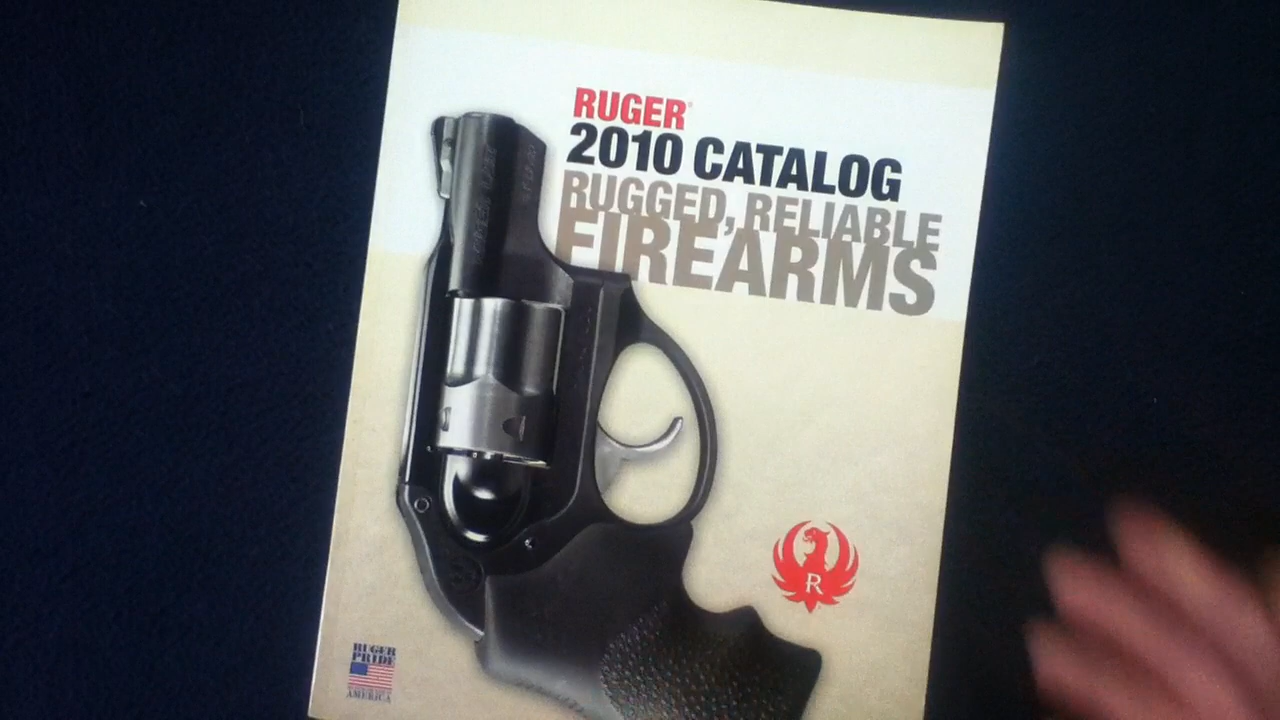 RUGER
2010 CATALOG
RUGGED, RELIABLE
FIREARMS
R
RUGER
PRIDE
AMERICA